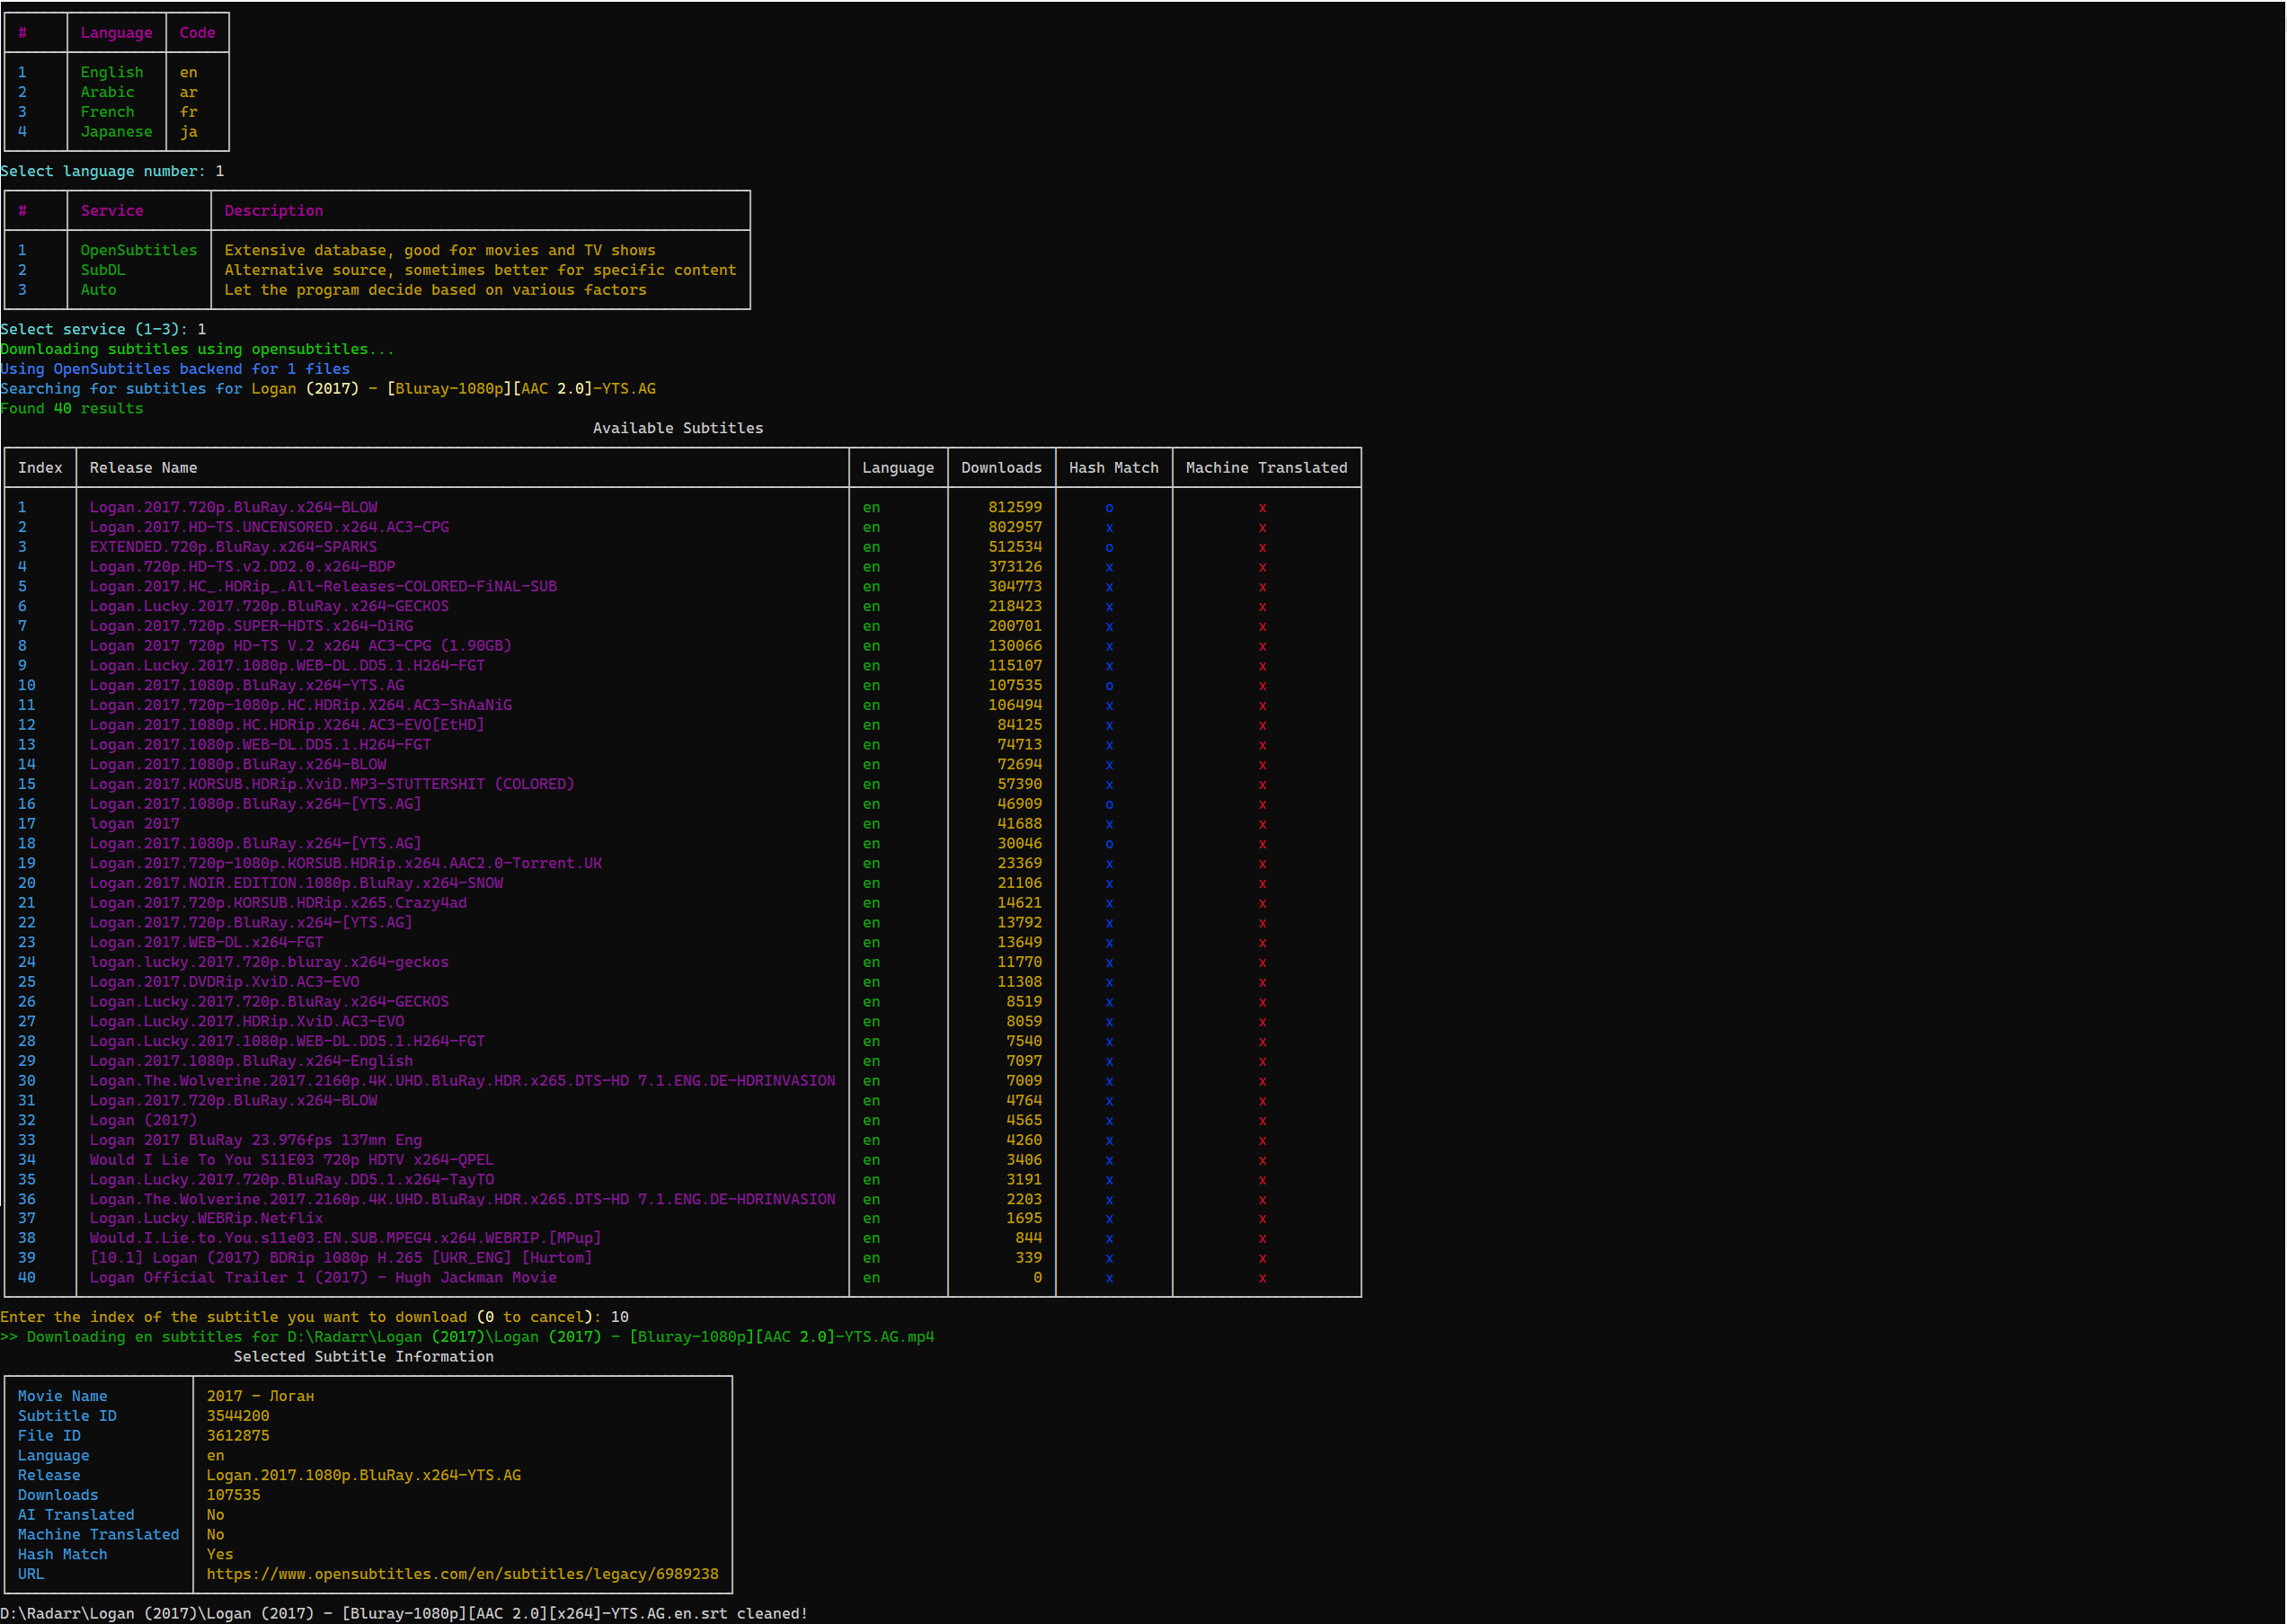 # Language Code
1 English en
2 Arabic ar
3 French fr
4 Japanese ja
Select language number: 1
# Service Description
1 OpenSubtitles Extensive database, good for movies and TV shows
2 SubDL Alternative source, sometimes better for specific content
3 Auto Let the program decide based on various factors
Select service (1-3): 1
Downloading subtitles using opensubtitles...
Using OpenSubtitles backend for 1 files
Searching for subtitles for Logan (2017) - [Bluray-1080p][AAC 2.0]-YTS.AG
Found 40 results
Available Subtitles
Index Release Name Language Downloads Hash Match Machine Translated
1 Logan.2017.720p.BluRay.x264-BLOW en 812599 o x
2 Logan.2017.HD-TS.UNCENSORED.x264.AC3-CPG en 802957 x x
3 EXTENDED.720p.BluRay.x264-SPARKS en 512534 o x
4 Logan.720p.HD-TS.v2.DD2.0.x264-BDP en 373126 x x
5 Logan.2017.HC_.HDRip_.All-Releases-COLORED-FiNAL-SUB en 304773 x x
6 Logan.Lucky.2017.720p.BluRay.x264-GECKOS en 218423 x x
7 Logan.2017.720p.SUPER-HDTS.x264-DiRG en 200701 x x
8 Logan 2017 720p HD-TS V.2 x264 AC3-CPG (1.90GB) en 130066 x x
9 Logan.Lucky.2017.1080p.WEB-DL.DD5.1.H264-FGT en 115107 x x
10 Logan.2017.1080p.BluRay.x264-YTS.AG en 107535 o x
11 Logan.2017.720p-1080p.HC.HDRip.X264.AC3-ShAaNiG en 106494 x x
12 Logan.2017.1080p.HC.HDRip.X264.AC3-EVO[EtHD] en 84125 x x
13 Logan.2017.1080p.WEB-DL.DD5.1.H264-FGT en 74713 x x
14 Logan.2017.1080p.BluRay.x264-BLOW en 72694 x x
15 Logan.2017.KORSUB.HDRip.XviD.MP3-STUTTERSHIT (COLORED) en 57390 x x
16 Logan.2017.1080p.BluRay.x264-[YTS.AG] en 46909 o x
17 logan 2017 en 41688 x x
18 Logan.2017.1080p.BluRay.x264-[YTS.AG] en 30046 o x
19 Logan.2017.720p-1080p.KORSUB.HDRip.x264.AAC2.0-Torrent.UK en 23369 x x
20 Logan.2017.NOIR.EDITION.1080p.BluRay.x264-SNOW en 21106 x x
21 Logan.2017.720p.KORSUB.HDRip.x265.Crazy4ad en 14621 x x
22 Logan.2017.720p.BluRay.x264-[YTS.AG] en 13792 x x
23 Logan.2017.WEB-DL.x264-FGT en 13649 x x
24 logan.lucky.2017.720p.bluray.x264-geckos en 11770 x x
25 Logan.2017.DVDRip.XviD.AC3-EVO en 11308 x x
26 Logan.Lucky.2017.720p.BluRay.x264-GECKOS en 8519 x x
27 Logan.Lucky.2017.HDRip.XviD.AC3-EVO en 8059 x x
28 Logan.Lucky.2017.1080p.WEB-DL.DD5.1.H264-FGT en 7540 x x
29 Logan.2017.1080p.BluRay.x264-English en 7097 x x
30 Logan.The.Wolverine.2017.2160p.4K.UHD.BluRay.HDR.x265.DTS-HD 7.1.ENG.DE-HDRINVASION en 7009 x x
31 Logan.2017.720p.BluRay.x264-BLOW en 4764 x x
32 Logan (2017) en 4565 x x
33 Logan 2017 BluRay 23.976fps 137mn Eng en 4260 x x
34 Would I Lie To You S11E03 720p HDTV x264-QPEL en 3406 x x
35 Logan.Lucky.2017.720p.BluRay.DD5.1.x264-TayTO en 3191 x x
36 Logan.The.Wolverine.2017.2160p.4K.UHD.BluRay.HDR.x265.DTS-HD 7.1.ENG.DE-HDRINVASION en 2203 x x
37 Logan.Lucky.WEBRip.Netflix en 1695 x x
38 Would.I.Lie.to.You.s11e03.EN.SUB.MPEG4.x264.WEBRIP.[MPup] en 844 x x
39 [10.1] Logan (2017) BDRip 1080p H.265 [UKR_ENG] [Hurtom] en 339 x x
40 Logan Official Trailer 1 (2017) - Hugh Jackman Movie en 0 x x
Enter the index of the subtitle you want to download (0 to cancel): 10
>> Downloading en subtitles for D:\Radarr\Logan (2017)\Logan (2017) - [Bluray-1080p][AAC 2.0]-YTS.AG.mp4
Selected Subtitle Information
Movie Name 2017 - Логан
Subtitle ID 3544200
File ID 3612875
Language en
Release Logan.2017.1080p.BluRay.x264-YTS.AG
Downloads 107535
AI Translated No
Machine Translated No
Hash Match Yes
URL https://www.opensubtitles.com/en/subtitles/legacy/6989238
D:\Radarr\Logan (2017)\Logan (2017) - [Bluray-1080p][AAC 2.0][x264]-YTS.AG.en.srt cleaned!